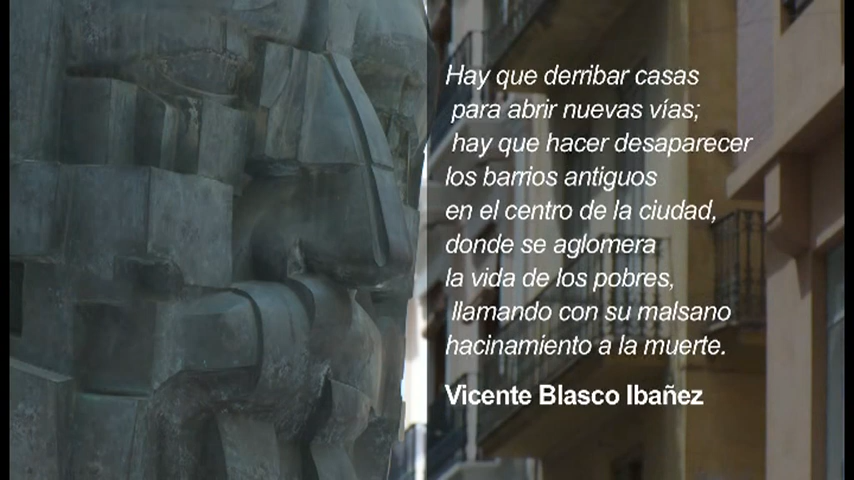 Hay que derribar casas
para abrir nuevas vías;
hay que hacer desaparecer
los barrios antiguos
en el centro de la ciudad,
donde se aglomera
la vida de los pobres,
llamando con su malsano
hacinamiento a la muerte.
Vicente Blasco Ibañez